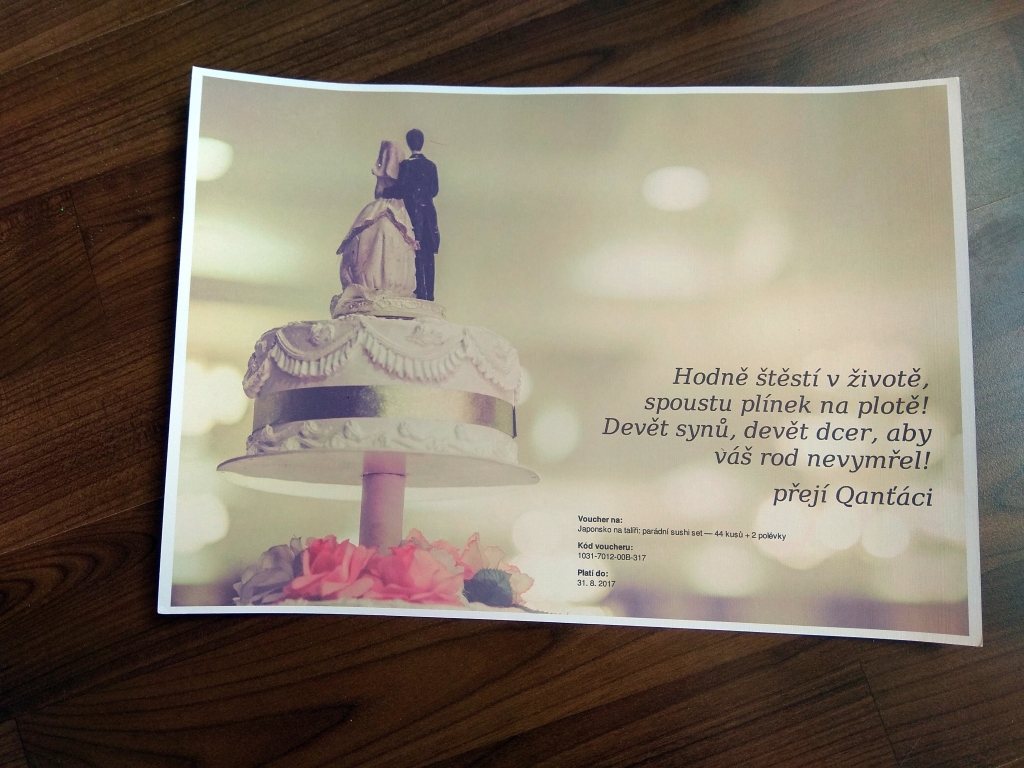 Hodně štěstí v životě,
spoustu plínek na plotě!
Devět synů, devět dcer, aby
váš rod nevymřel!
přejí Qanťáci
Voucher na:
Japonsko na talíři: parádní sushi set — 44 kusů + 2 polévky
Kód voucheru:
1031-7012-00B-317
Platí do:
31. 8. 2017